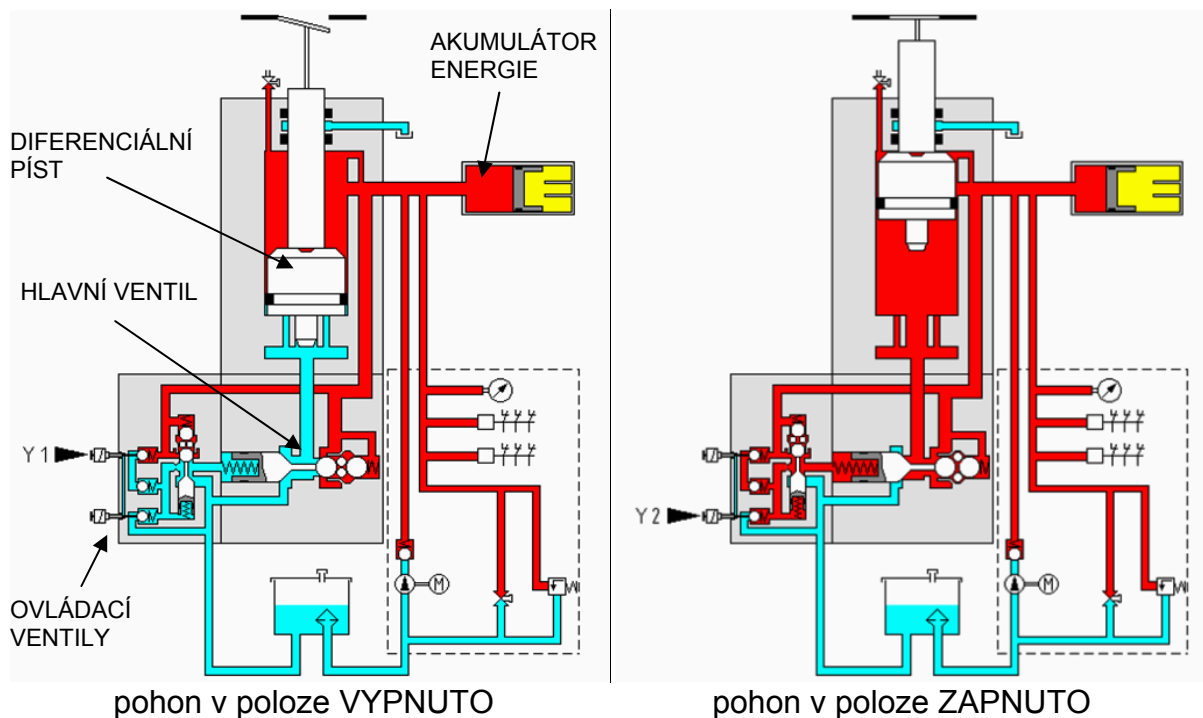 AKUMULÁTOR
ENERGIE
DIFERENCIÁLNÍ
PÍST
HLAVNÍ VENTIL
Y 1
M
OVLÁDACÍ
VENTILY
pohon v poloze VYPNUTO
Y 2
M
pohon v poloze ZAPNUTO